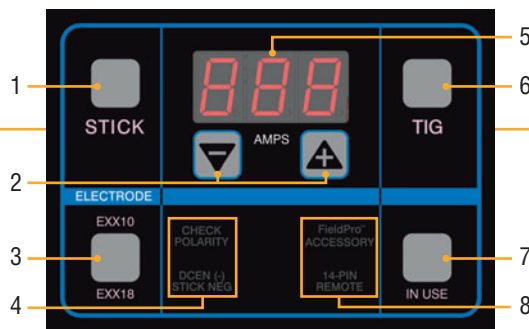 5
1
6
888
STICK
TIG
AMPS
2
ELECTRODE
EXX10
CHECK
POLARITY
FieldPro™
ACCESSORY
3
7
DCEN (-)
STICK NEG
14-PIN
REMOTE
EXX18
IN USE
4
8